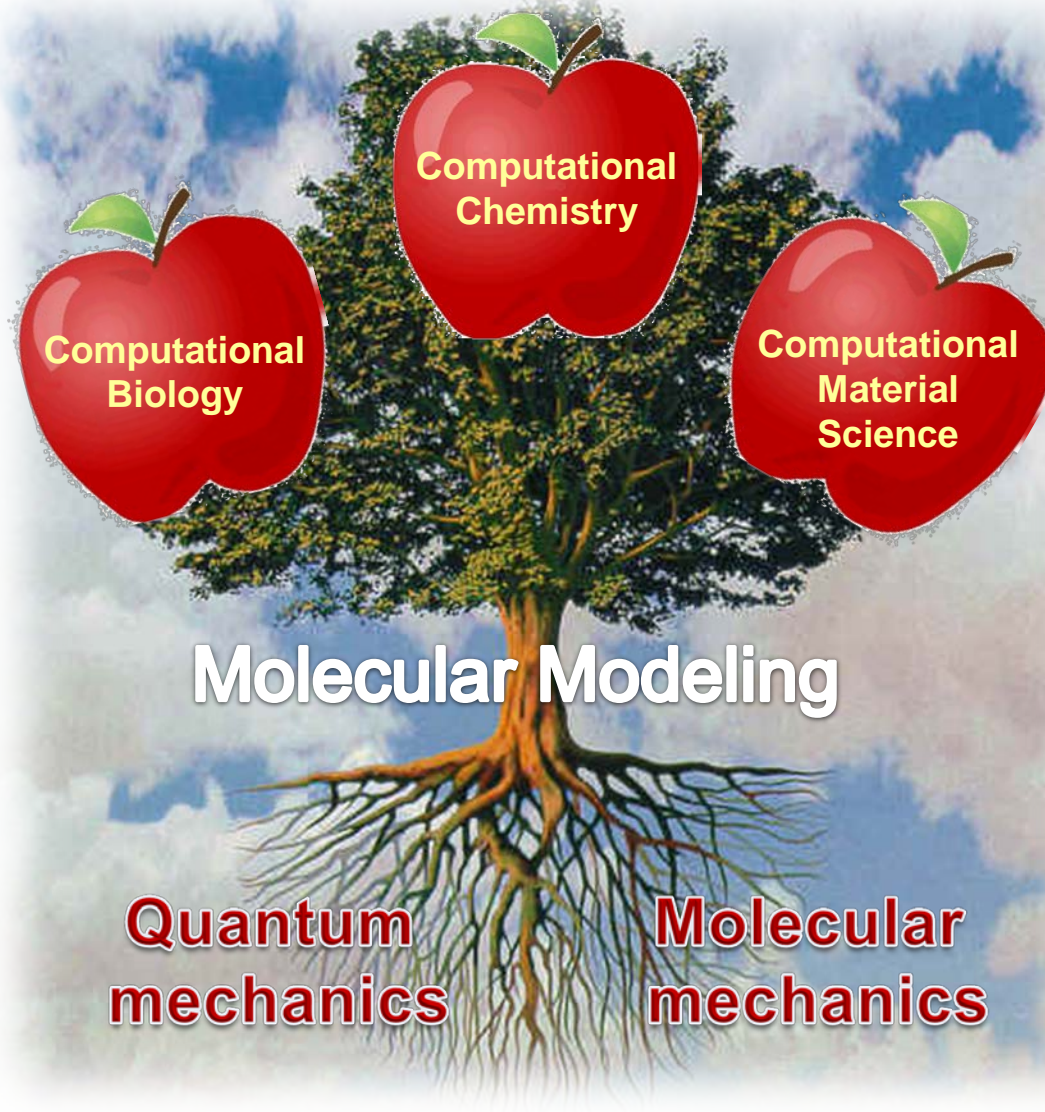 Computational
Chemistry
Computational
Biology
Computational
Material
Science
Molecular Modeling
Quantum
mechanics
Molecular
mechanics